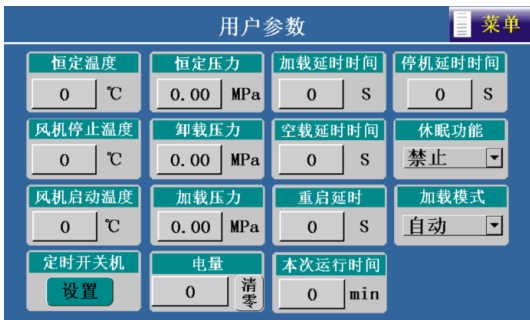 用户参数
菜单
恒定温度 恒定压力 加载延时时间 停机延时时间
0 ℃ 0.00 MPa 0 S 0 S
风机停止温度 卸载压力 空载延时时间 休眠功能
0 ℃ 0.00 MPa 0 S 禁止
风机启动温度 加载压力 重启延时 加载模式
0 ℃ 0.00 MPa 0 S 自动
定时开关机 电量 本次运行时间
设置 0 清零 0 min